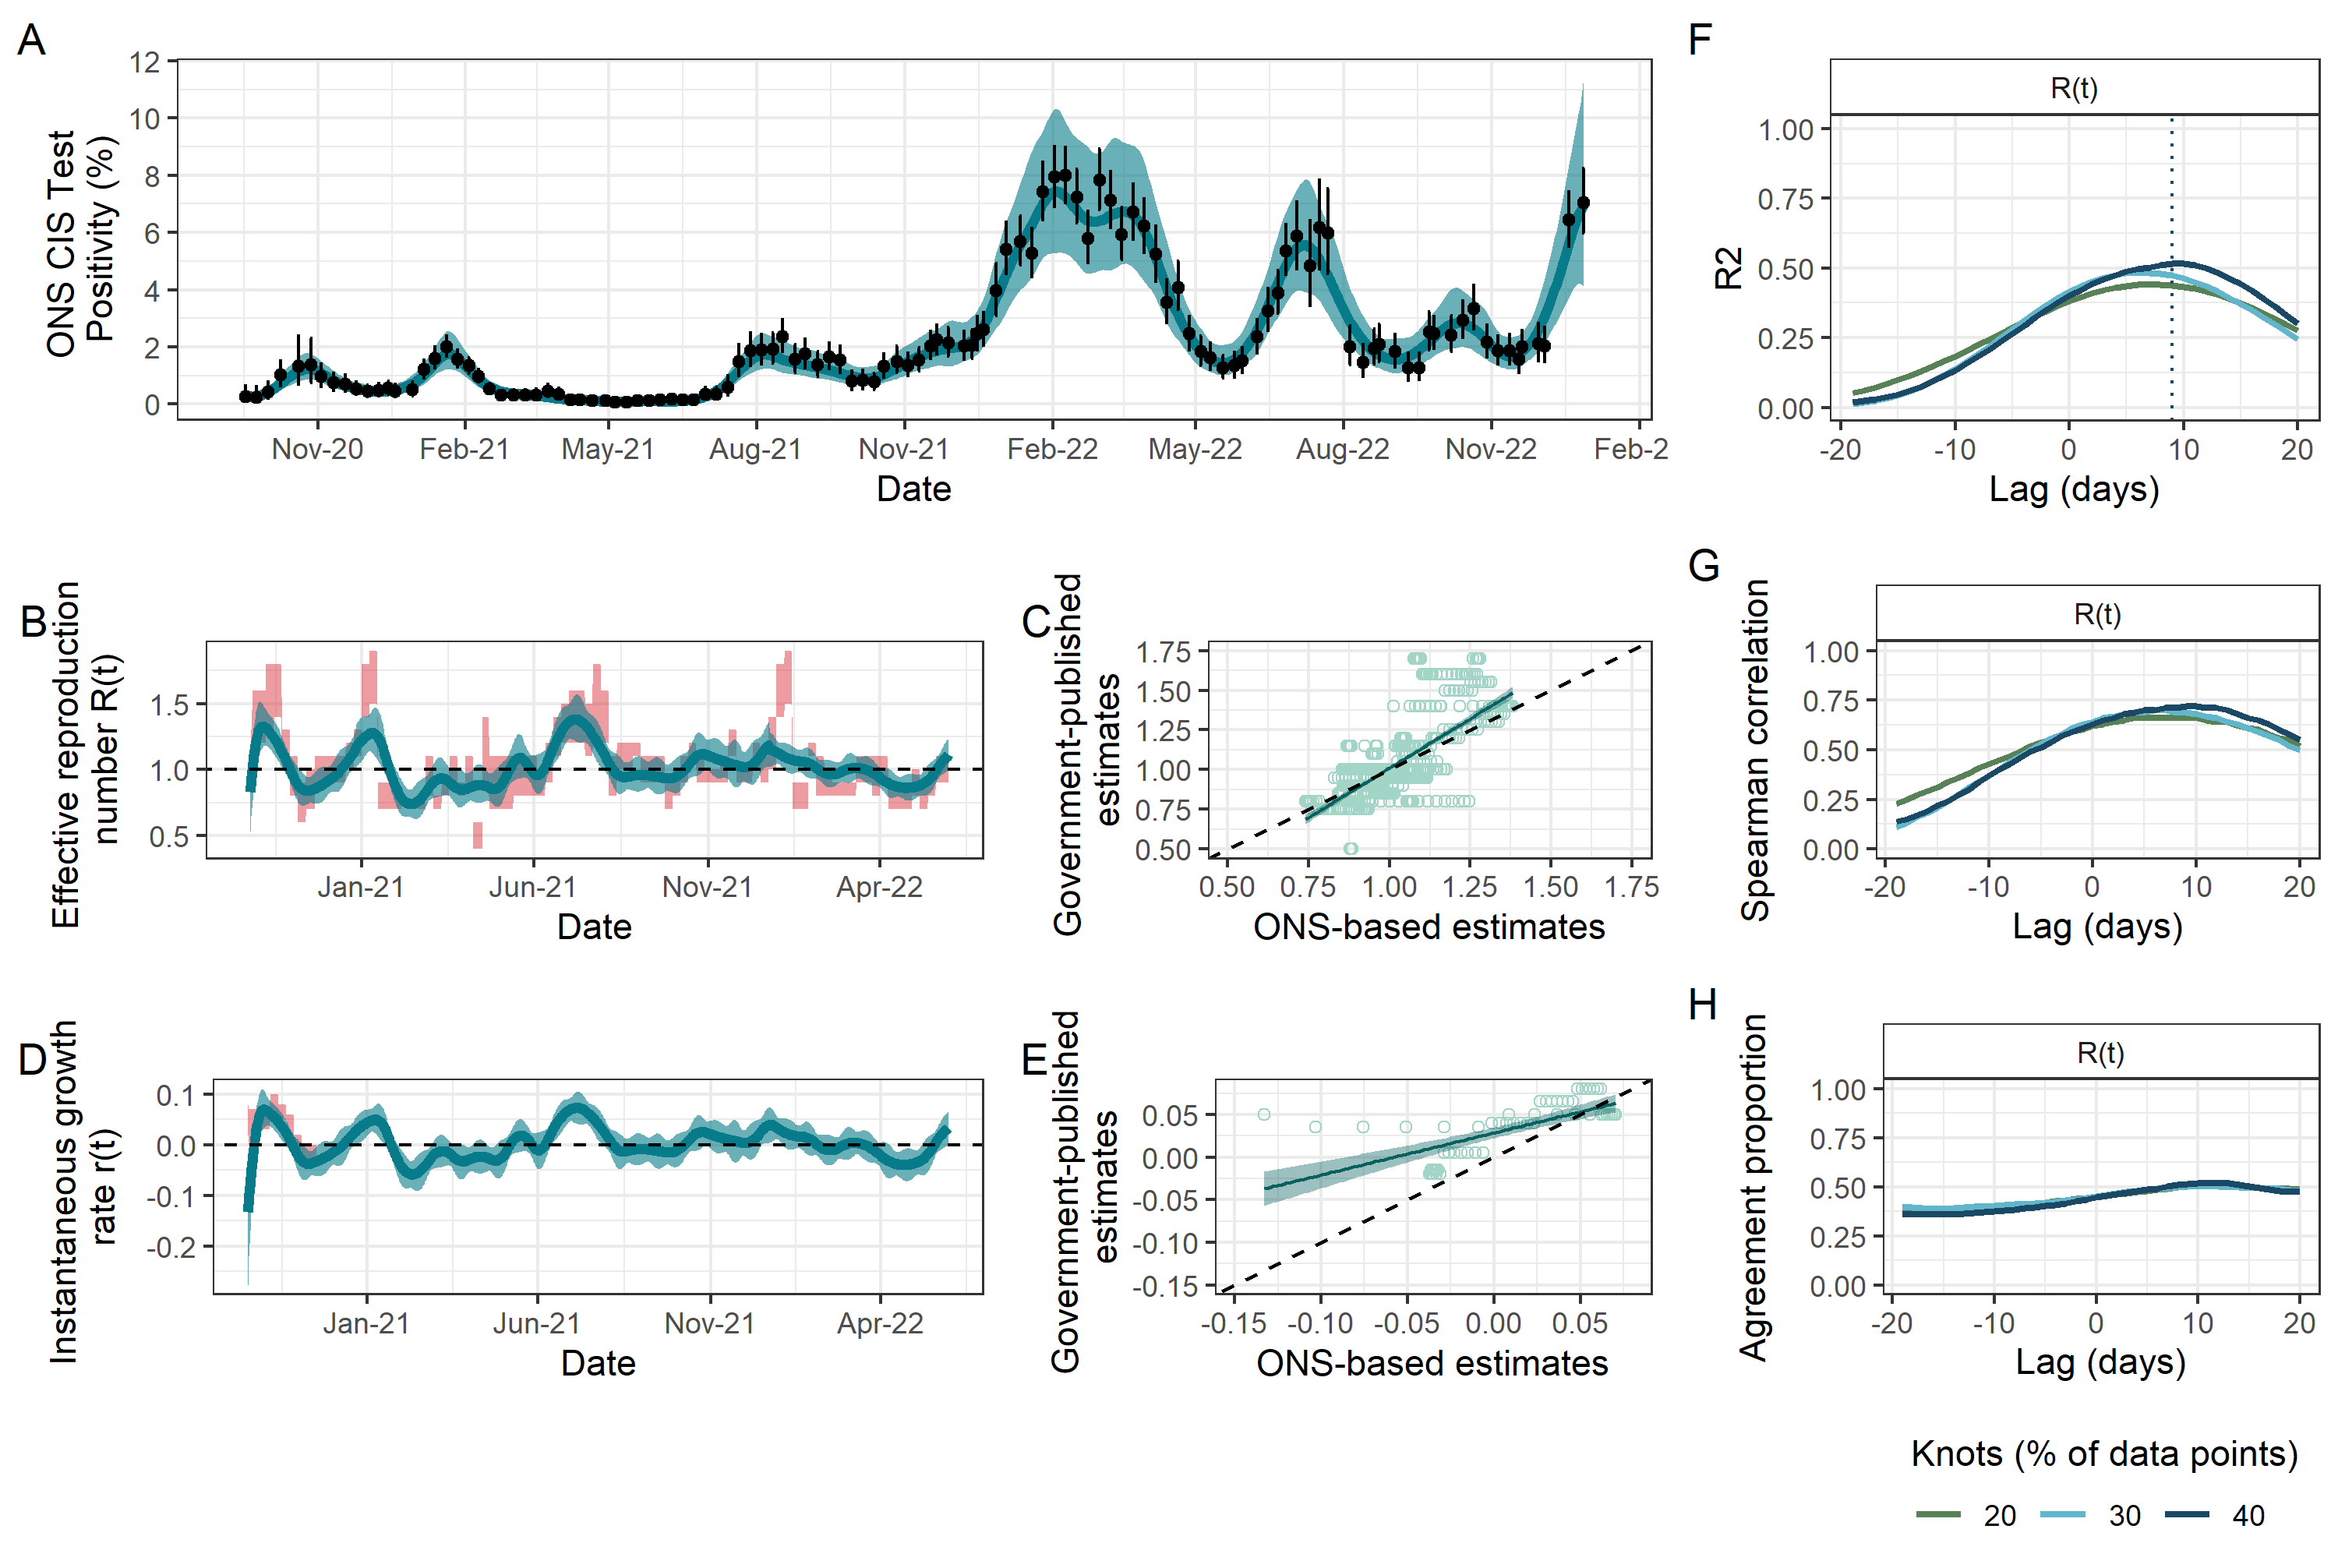 A
ONS CIS Test
Positivity (%)
12
10
8
6
4
2
0
Nov-20 Feb-21 May-21 Aug-21 Nov-21 Feb-22 May-22 Aug-22 Nov-22 Feb-2
Date
F
R(t)
R2
1.00
0.75
0.50
0.25
0.00
-20 -10 0 10 20
Lag (days)
B
Effective reproduction
number R(t)
1.5
1.0
0.5
Jan-21 Jun-21 Nov-21 Apr-22
Date
C
Government-published
estimates
1.75
1.50
1.25
1.00
0.75
0.50
0.50 0.75 1.00 1.25 1.50 1.75
ONS-based estimates
G
R(t)
Spearman correlation
1.00
0.75
0.50
0.25
0.00
-20 -10 0 10 20
Lag (days)
D
Instantaneous growth
rate r(t)
0.1
0.0
-0.1
-0.2
Jan-21 Jun-21 Nov-21 Apr-22
Date
E
Government-published
estimates
0.05
0.00
-0.05
-0.10
-0.15
-0.15 -0.10 -0.05 0.00 0.05
ONS-based estimates
H
R(t)
Agreement proportion
1.00
0.75
0.50
0.25
0.00
-20 -10 0 10 20
Lag (days)
Knots (% of data points)
20 30 40